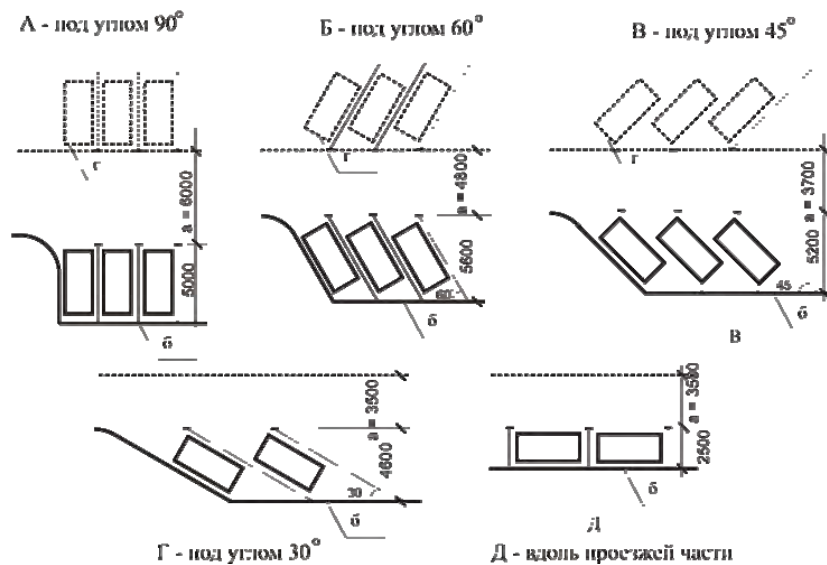 А - под углом 90°
Б - под углом 60°
В - под углом 45°
г
г
г
a = 6000
a = 4800
a = 3700
5000
5600
5200
60
45
б
б
б
В
a = 3500
a = 3500
4600
2500
30
б
б
Д
Г - под углом 30°
Д - вдоль проезжей части